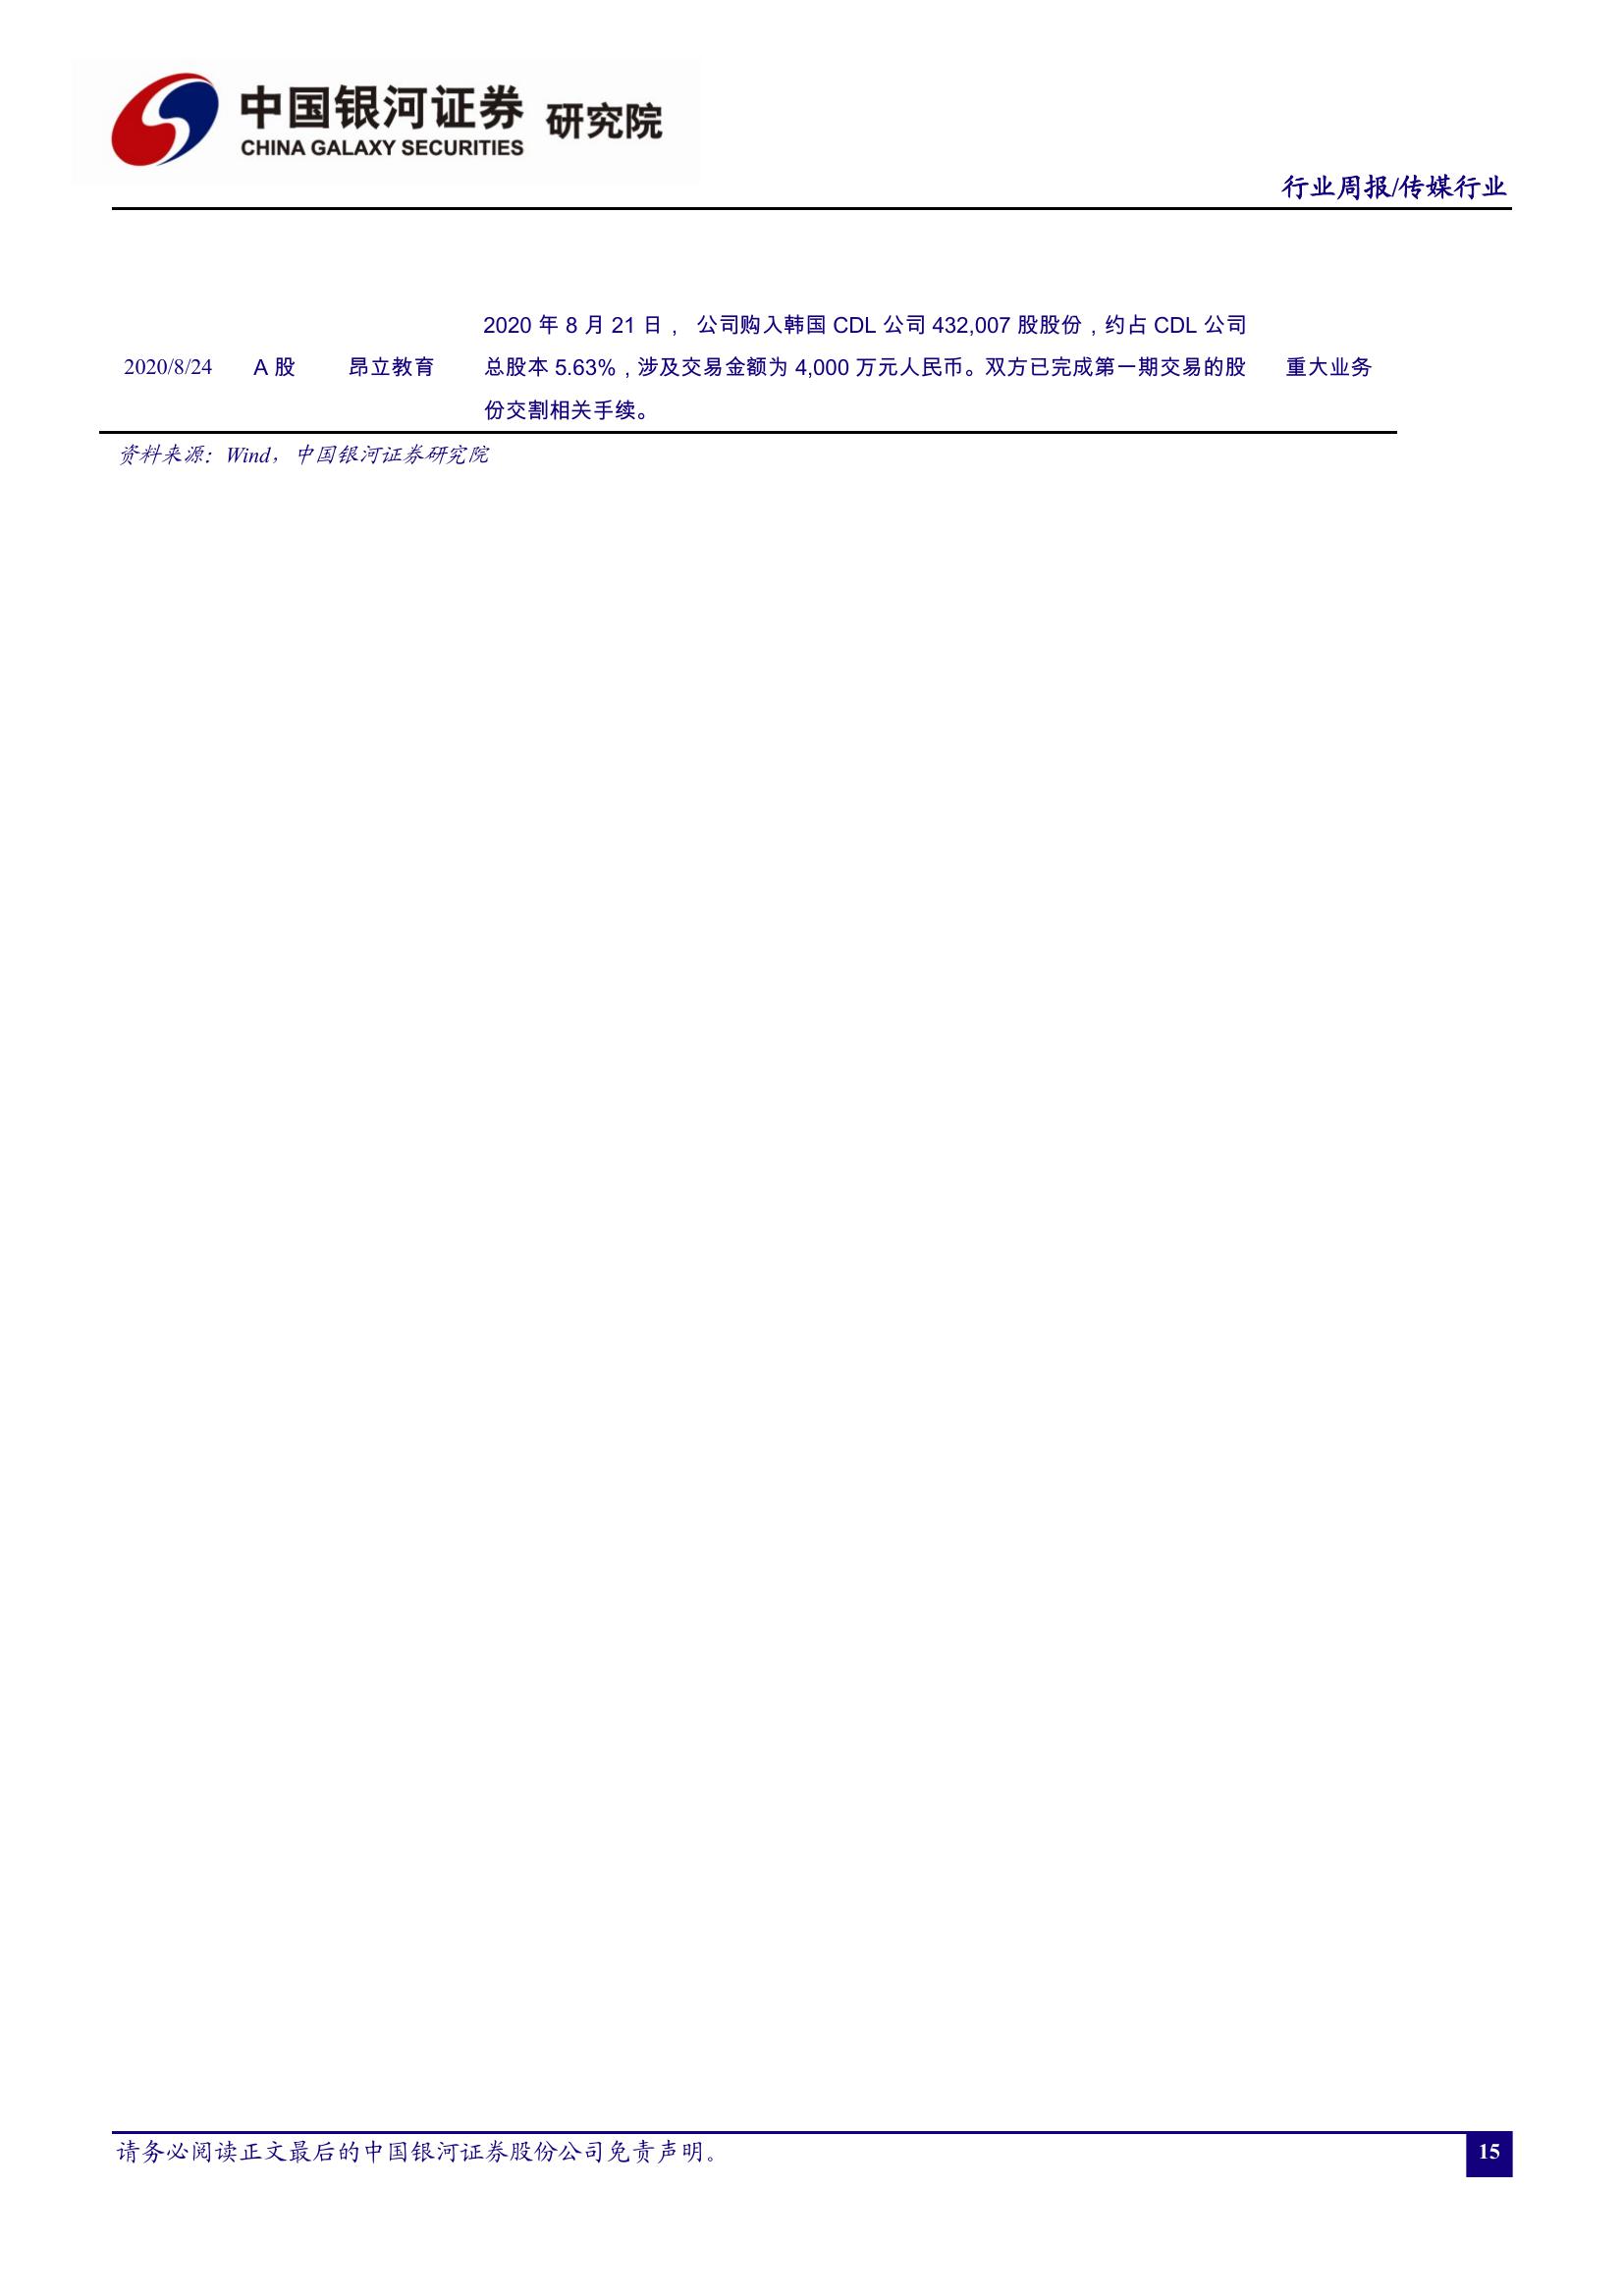 中国银河证券 研究院
CHINA GALAXY SECURITIES
行业周报/传媒行业
2020 年 8 月 21 日， 公司购入韩国 CDL 公司 432,007 股股份，约占 CDL 公司
2020/8/24 A 股 昂立教育 总股本 5.63%，涉及交易金额为 4,000 万元人民币。双方已完成第一期交易的股 重大业务
份交割相关手续。
资料来源：Wind，中国银河证券研究院
请务必阅读正文最后的中国银河证券股份公司免责声明。 15